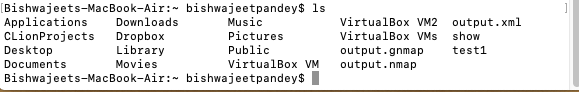 [Bishwajeets-MacBook-Air:~ bishwajeetpandey$ ls ]
Applications Downloads Music VirtualBox VM2 output.xml
CLionProjects Dropbox Pictures VirtualBox VMs show
Desktop Library Public output.gnmap test1
Documents Movies VirtualBox VM output.nmap
Bishwajeets-MacBook-Air:~ bishwajeetpandey$